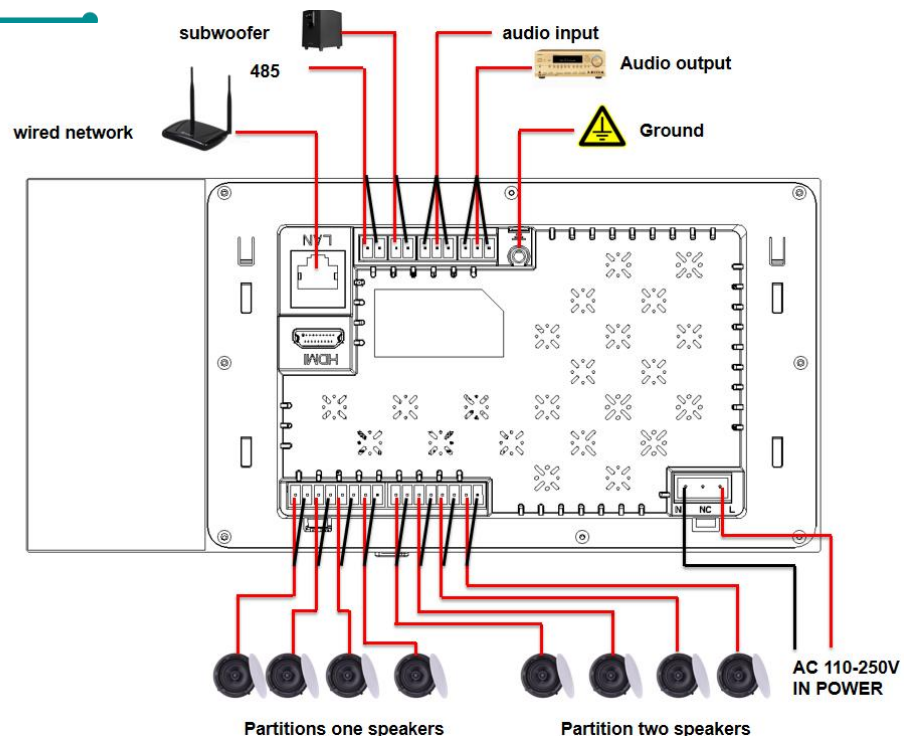 subwoofer
audio input
485
Audio output
wired network
Ground
LAN
HDMI
N NC L
AC 110-250V
IN POWER
Partitions one speakers
Partition two speakers